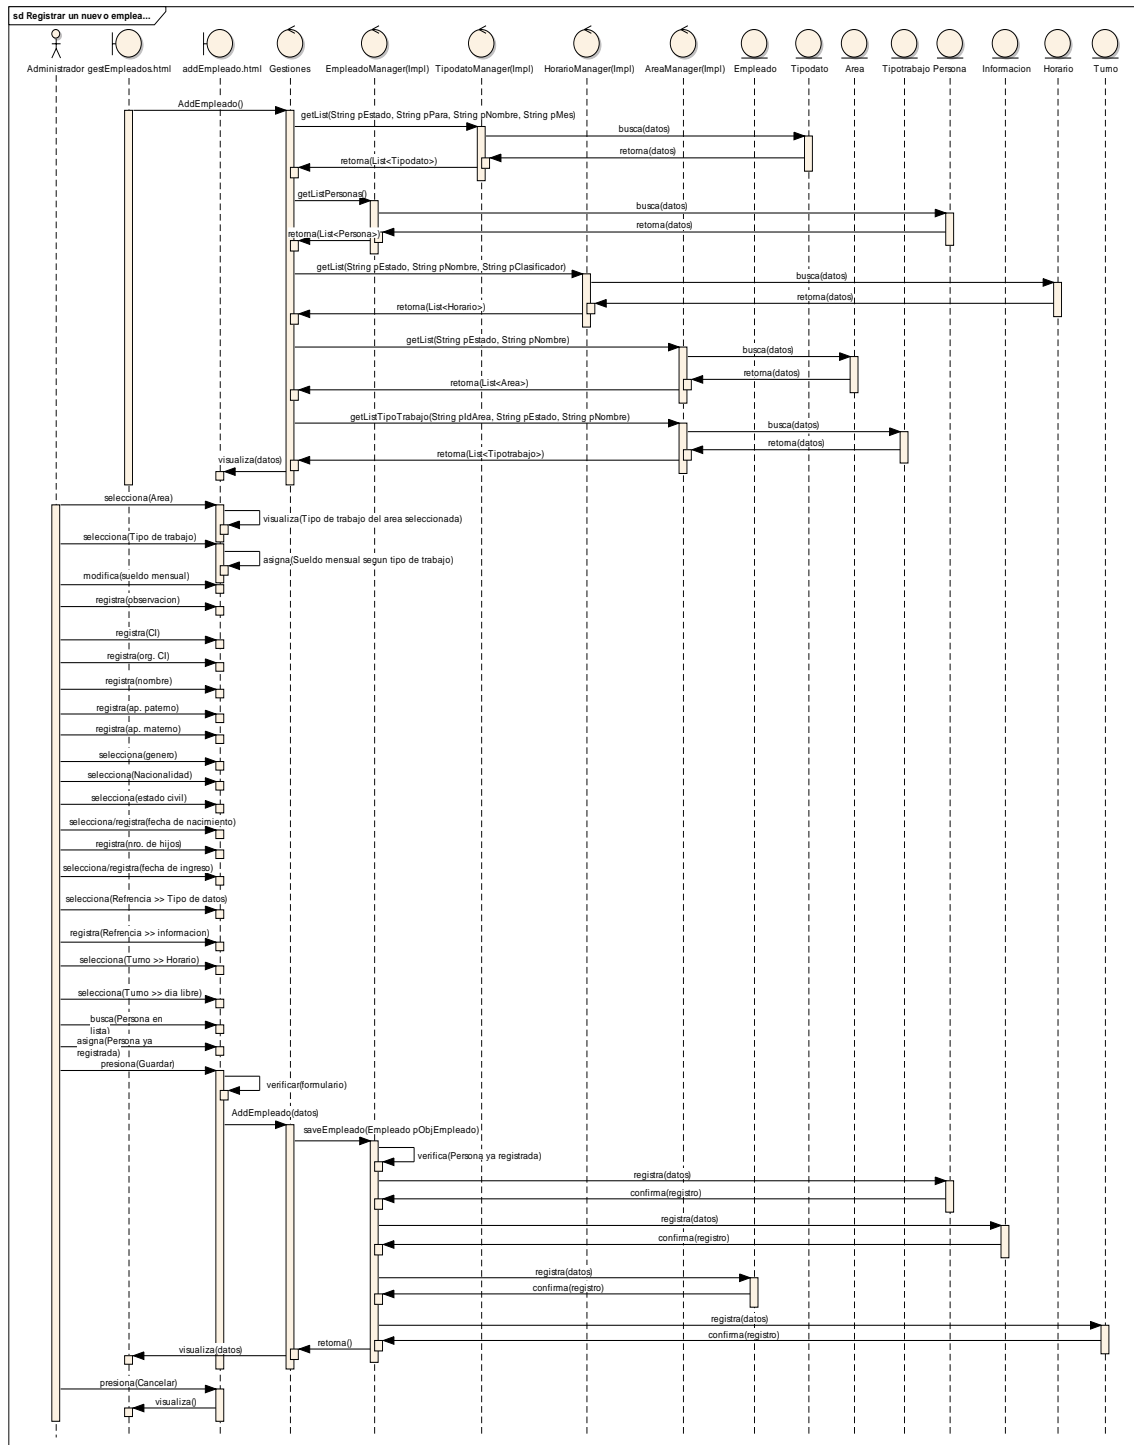 sd Registrar un nuevo emplea...
Administrador
gestEmpleados.html
addEmpleado.html
Gestiones
EmpleadoManager(Impl)
TipodatoManager(Impl)
HorarioManager(Impl)
AreaManager(Impl)
Empleado
Tipodato
Area
Tipotrabajo
Persona
Informacion
Horario
Turno
AddEmpleado()
getList(String pEstado, String pPara, String pNombre, String pMes)
busca(datos)
retorna(datos)
retorna(List<Tipodato>)
getListPersonas()
busca(datos)
retorna(datos)
retorna(List<Persona>)
getList(String pEstado, String pNombre, String pClasificador)
busca(datos)
retorna(datos)
retorna(List<Horario>)
getList(String pEstado, String pNombre)
busca(datos)
retorna(datos)
retorna(List<Area>)
getListTipoTrabajo(String pIdArea, String pEstado, String pNombre)
busca(datos)
retorna(datos)
retorna(List<Tipotrabajo>)
visualiza(datos)
selecciona(Area)
visualiza(Tipo de trabajo del area seleccionada)
selecciona(Tipo de trabajo)
asigna(Sueldo mensual segun tipo de trabajo)
modifica(sueldo mensual)
registra(observacion)
registra(CI)
registra(org. CI)
registra(nombre)
registra(ap. paterno)
registra(ap. materno)
selecciona(genero)
selecciona(Nacionalidad)
selecciona(estado civil)
selecciona/registra(fecha de nacimiento)
registra(nro. de hijos)
selecciona/registra(fecha de ingreso)
selecciona(Refrencia >> Tipo de datos)
registra(Refrencia >> informacion)
selecciona(Turno >> Horario)
selecciona(Turno >> dia libre)
busca(Persona en
lista)
asigna(Persona ya
registrada)
presiona(Guardar)
verificar(formulario)
AddEmpleado(datos)
saveEmpleado(Empleado pObjEmpleado)
verifica(Persona ya registrada)
registra(datos)
confirma(registro)
registra(datos)
confirma(registro)
registra(datos)
confirma(registro)
registra(datos)
confirma(registro)
retorna()
visualiza(datos)
presiona(Cancelar)
visualiza()